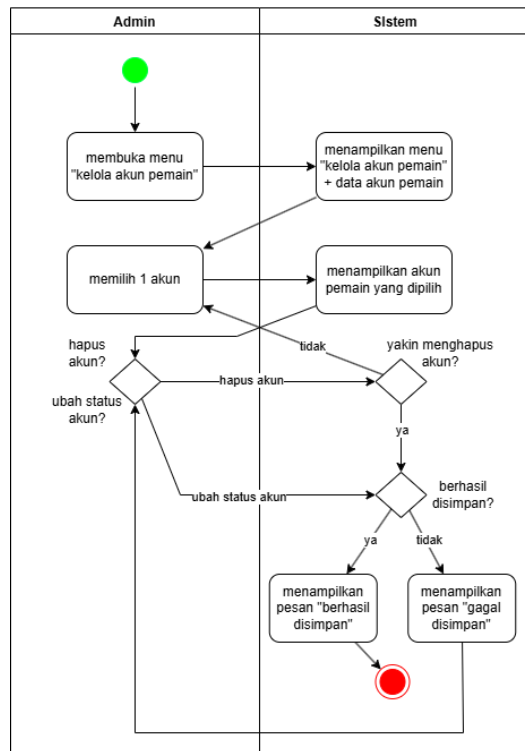 Admin
Sistem
membuka menu
"kelola akun pemain"
menampilkan menu
"kelola akun pemain"
+ data akun pemain
memilih 1 akun
menampilkan akun
pemain yang dipilih
hapus
akun?
tidak
yakin menghapus
akun?
hapus akun
ubah status
akun?
ya
ubah status akun
berhasil
disimpan?
ya
tidak
menampilkan
pesan "berhasil
disimpan"
menampilkan
pesan "gagal
disimpan"